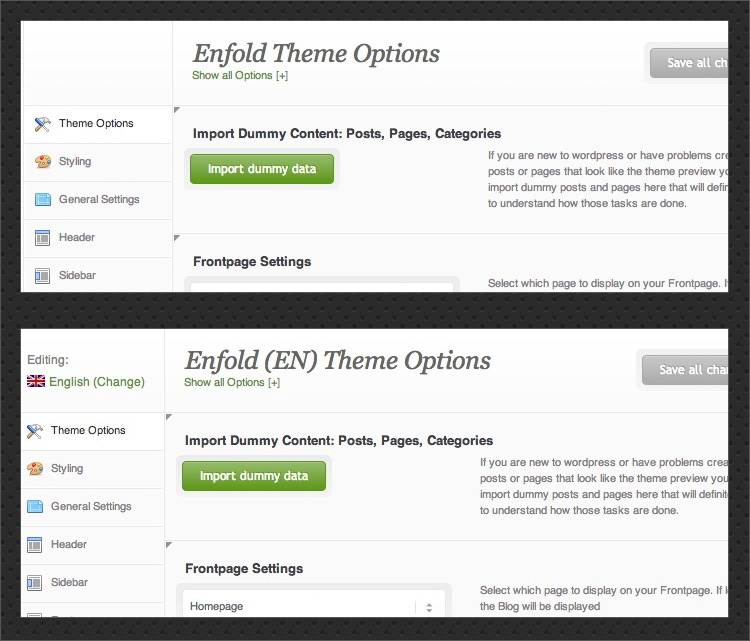 Enfold Theme Options
Show all Options [+]
Save all ch
Theme Options
Styling
General Settings
Header
Sidebar
Import Dummy Content: Posts, Pages, Categories
Import dummy data
If you are new to wordpress or have problems cre
posts or pages that look like the theme preview yo
import dummy posts and pages here that will defin
to understand how those tasks are done.
Frontpage Settings
Select which page to display on your Frontpage. If
Editing:
English (Change)
Enfold (EN) Theme Options
Show all Options [+]
Save all cha
Theme Options
Styling
General Settings
Header
Sidebar
Import Dummy Content: Posts, Pages, Categories
Import dummy data
If you are new to wordpress or have problems crea
posts or pages that look like the theme preview you
import dummy posts and pages here that will definit
to understand how those tasks are done.
Frontpage Settings
Homepage
Select which page to display on your Frontpage. If l
the Blog will be displayed